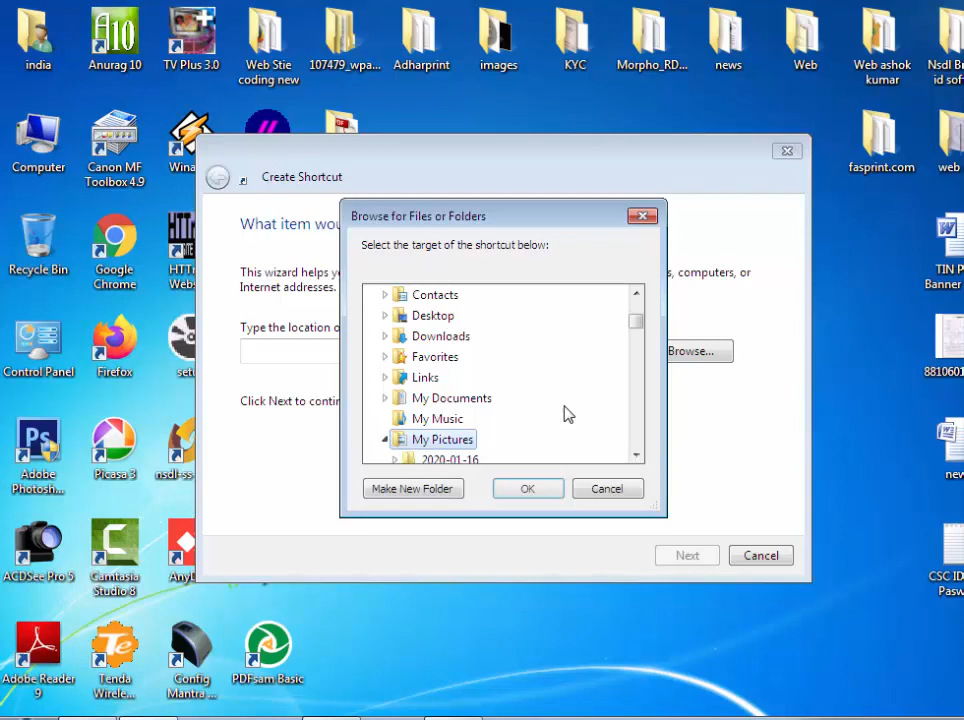 india
Anurag 10
TV Plus 3.0
Web Stie
coding new
107479_wpa...
Adharprint
images
KYC
Morpho_RD...
news
Web
Web ashok
kumar
Nsdl
id sof
Computer
Canon MF
Toolbox 4.9
Wina
fasprint.com
web
Create Shortcut
What item wou
This wizard helps y
s, computers, or
Internet addresses.
Type the location o
Browse...
Click Next to contin
Next
Cancel
Browse for Files or Folders
Select the target of the shortcut below:
Contacts
Desktop
Downloads
Favorites
Links
My Documents
My Music
My Pictures
2020-01-16
Make New Folder
OK
Cancel
Recycle Bin
Google
Chrome
HTT
Webs
TIN P
Banner
Control Panel
Firefox
setu
8810601
Adobe
Photosh...
Picasa 3
nsdl-ss
new
ACDSee Pro 5
Camtasia
Studio 8
AnyD
CSC ID
Pasw
Adobe Reader
9
Tenda
Wirele...
Config
Mantra ...
PDFsam Basic